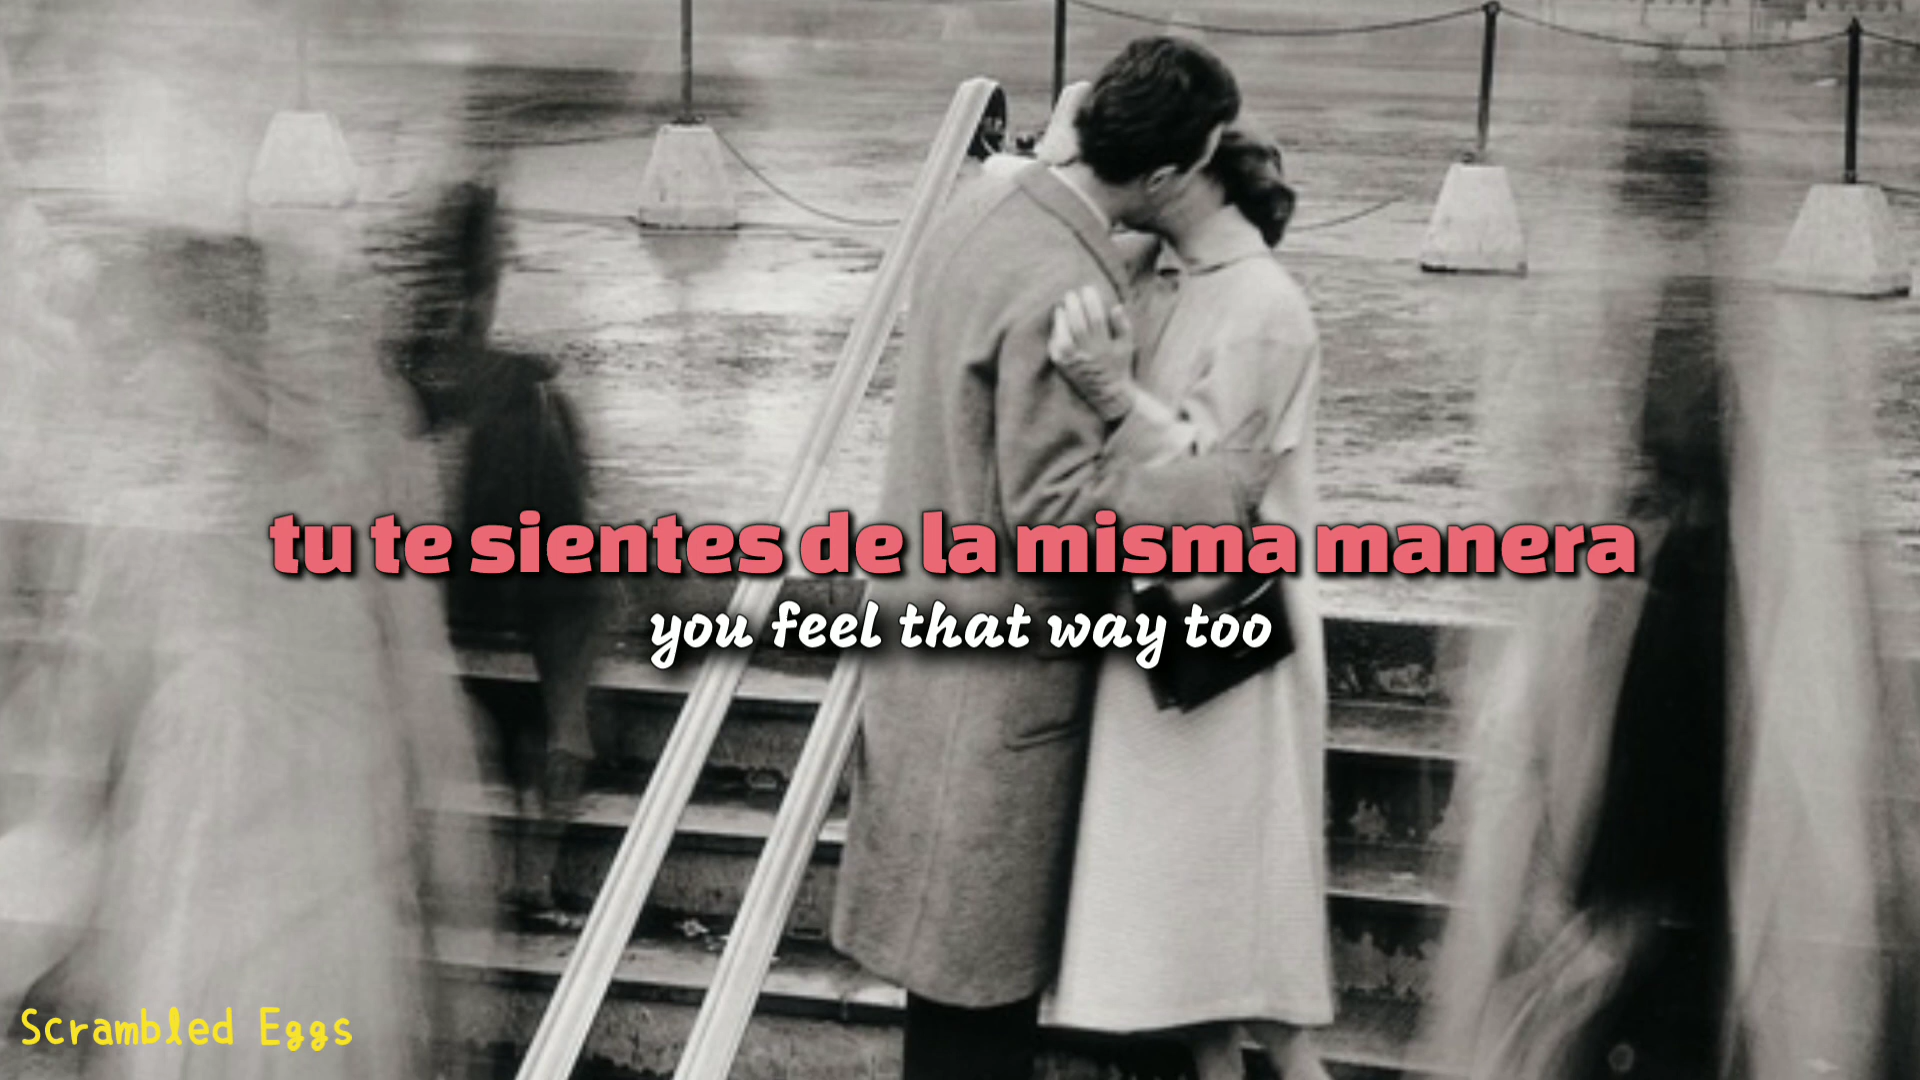 tu te sientes de la misma manera
you feel that way too
Scrambled Eggs